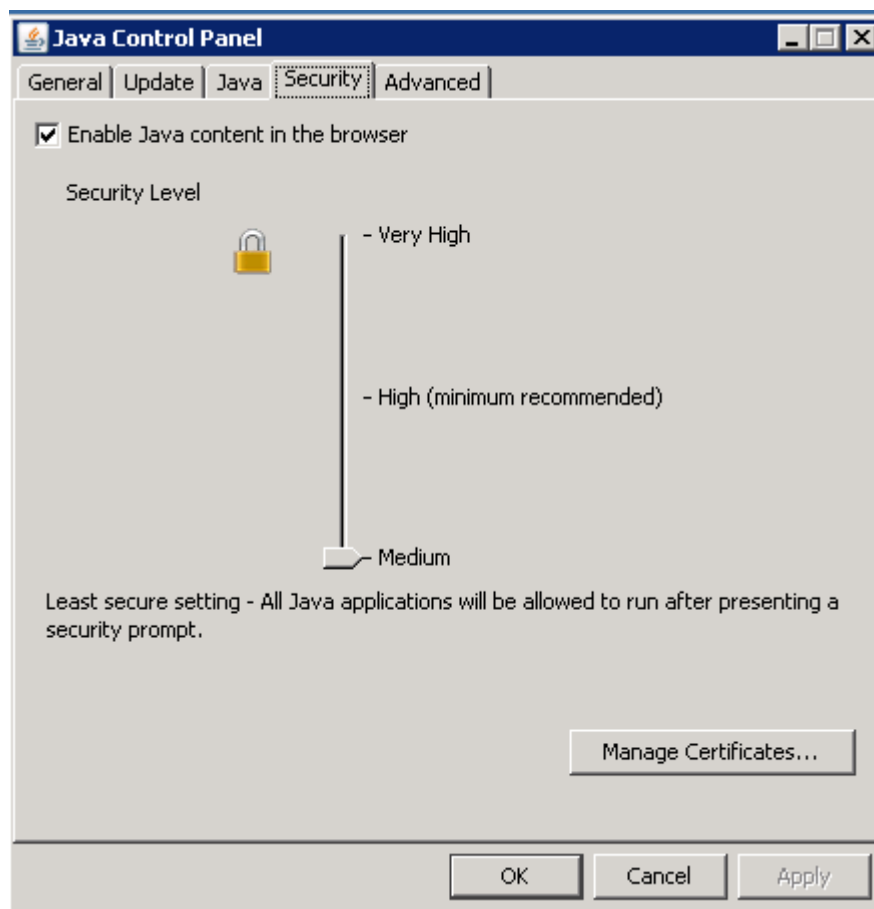 Java Control Panel
General Update Java Security Advanced
Enable Java content in the browser
Security Level
- Very High
- High (minimum recommended)
- Medium
Least secure setting - All Java applications will be allowed to run after presenting a
security prompt.
Manage Certificates...
OK Cancel Apply